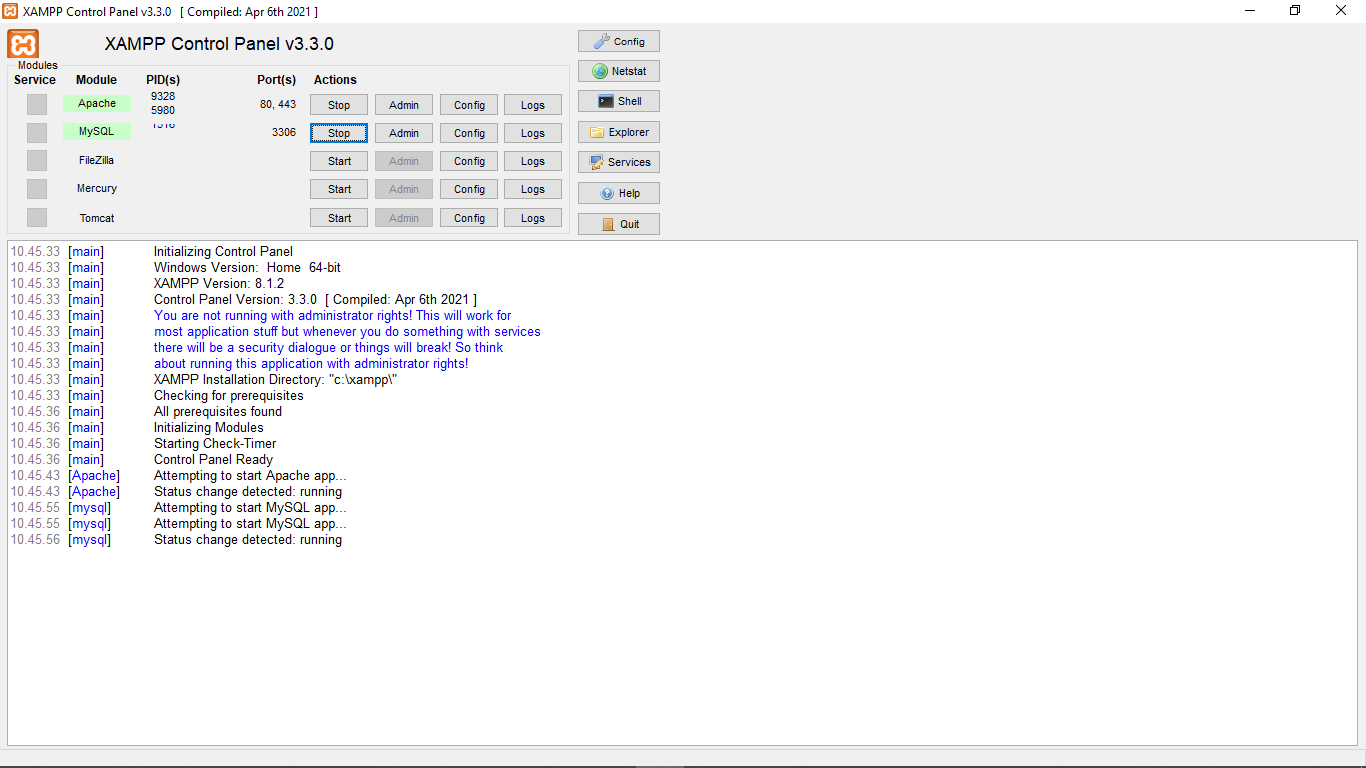 XAMPP Control Panel v3.3.0 [ Compiled: Apr 6th 2021 ]
XAMPP Control Panel v3.3.0
Modules
Service Module PID(s) Port(s) Actions
Apache 9328 5980 80, 443 Stop Admin Config Logs
MySQL 3306 Stop Admin Config Logs
FileZilla Start Admin Config Logs
Mercury Start Admin Config Logs
Tomcat Start Admin Config Logs
Config
Netstat
Shell
Explorer
Services
Help
Quit
10.45.33 [main] Initializing Control Panel
10.45.33 [main] Windows Version: Home 64-bit
10.45.33 [main] XAMPP Version: 8.1.2
10.45.33 [main] Control Panel Version: 3.3.0 [ Compiled: Apr 6th 2021 ]
10.45.33 [main] You are not running with administrator rights! This will work for
10.45.33 [main] most application stuff but whenever you do something with services
10.45.33 [main] there will be a security dialogue or things will break! So think
10.45.33 [main] about running this application with administrator rights!
10.45.33 [main] XAMPP Installation Directory: "c:\xampp\"
10.45.33 [main] Checking for prerequisites
10.45.36 [main] All prerequisites found
10.45.36 [main] Initializing Modules
10.45.36 [main] Starting Check-Timer
10.45.36 [main] Control Panel Ready
10.45.43 [Apache] Attempting to start Apache app...
10.45.43 [Apache] Status change detected: running
10.45.55 [mysql] Attempting to start MySQL app...
10.45.55 [mysql] Attempting to start MySQL app...
10.45.56 [mysql] Status change detected: running